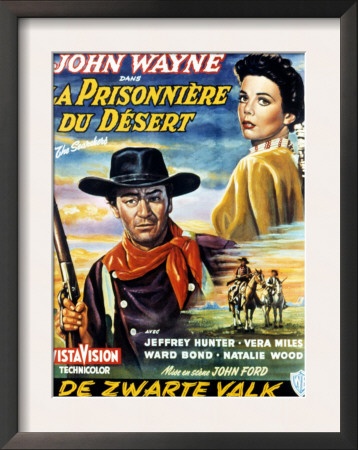 JOHN WAYNE
DANS
LA PRISONNIÈRE
DU DÉSERT
The Searchers
AVEC
JEFFREY HUNTER · VERA MILES
WARD BOND · NATALIE WOOD
VISTAVISION
TECHNICOLOR
Mise en scène JOHN FORD
DE ZWARTE VALK
WB